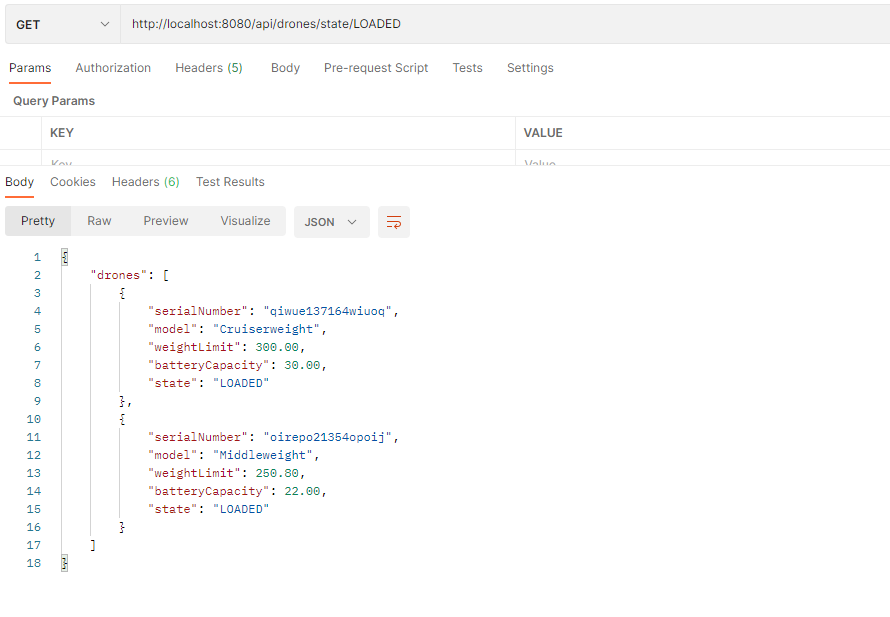 GET http://localhost:8080/api/drones/state/LOADED
Params Authorization Headers (5) Body Pre-request Script Tests Settings
Query Params
KEY VALUE
Key Value
Body Cookies Headers (6) Test Results
Pretty Raw Preview Visualize JSON
1 {
2 "drones": [
3 {
4 "serialNumber": "qiwue137164wiuoq",
5 "model": "Cruiserweight",
6 "weightLimit": 300.00,
7 "batteryCapacity": 30.00,
8 "state": "LOADED"
9 },
10 {
11 "serialNumber": "oirepo21354opoij",
12 "model": "Middleweight",
13 "weightLimit": 250.80,
14 "batteryCapacity": 22.00,
15 "state": "LOADED"
16 }
17 ]
18 }